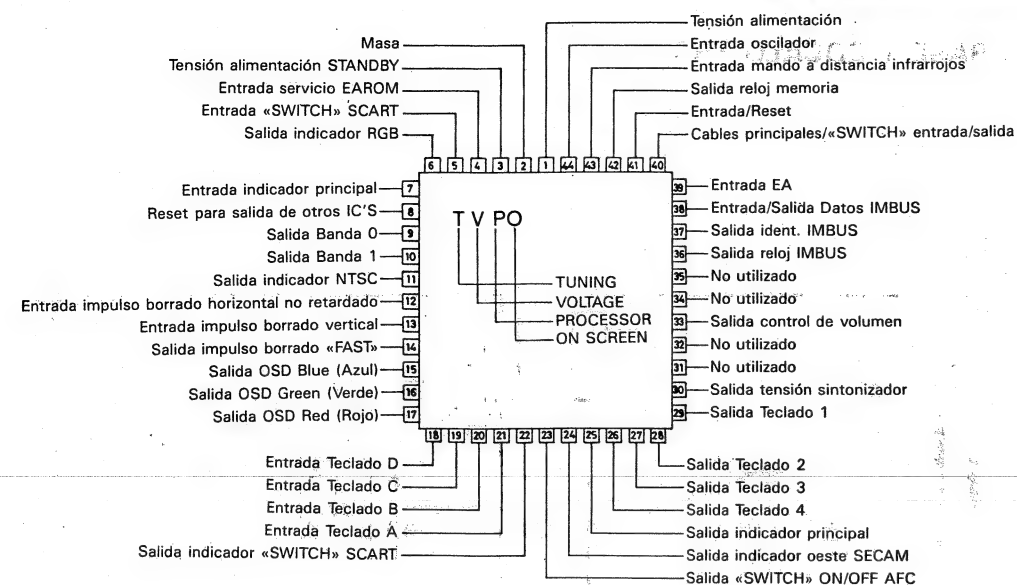 Tensión alimentación
Masa
Entrada oscilador
Tensión alimentación STANDBY
Entrada mando a distancia infrarrojos
Entrada servicio EAROM
Salida reloj memoria
Entrada «SWITCH» SCART
Entrada/Reset
Salida indicador RGB
Cables principales/«SWITCH» entrada/salida
6 5 4 3 2 1 44 43 42 41 40
Entrada indicador principal 7
39 Entrada EA
Reset para salida de otros IC'S 8
38 Entrada/Salida Datos IMBUS
Salida Banda 0 9
37 Salida ident. IMBUS
Salida Banda 1 10
36 Salida reloj IMBUS
Salida indicador NTSC 11
35 No utilizado
Entrada impulso borrado horizontal no retardado 12
34 No utilizado
Entrada impulso borrado vertical 13
33 Salida control de volumen
Salida impulso borrado «FAST» 14
32 No utilizado
Salida OSD Blue (Azul) 15
31 No utilizado
Salida OSD Green (Verde) 16
30 Salida tensión sintonizador
Salida OSD Red (Rojo) 17
29 Salida Teclado 1
T V PO
TUNING
VOLTAGE
PROCESSOR
ON SCREEN
18 19 20 21 22 23 24 25 26 27 28
Entrada Teclado D
Salida Teclado 2
Entrada Teclado C
Salida Teclado 3
Entrada Teclado B
Salida Teclado 4
Entrada Teclado A
Salida indicador principal
Salida indicador «SWITCH» SCART
Salida indicador oeste SECAM
Salida «SWITCH» ON/OFF AFC